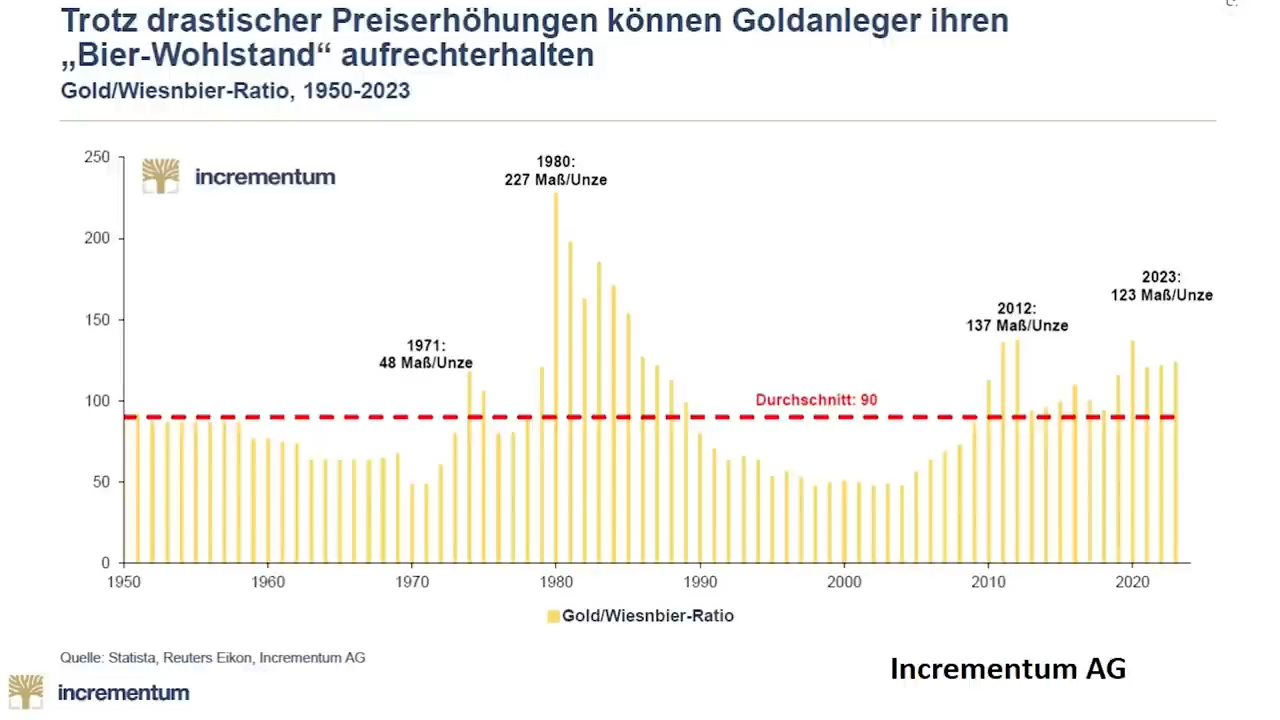 Trotz drastischer Preiserhöhungen können Goldanleger ihren
„Bier-Wohlstand“ aufrechterhalten
Gold/Wiesnbier-Ratio, 1950-2023
incrementum
250
200
150
100
50
0
1980:
227 Maß/Unze
1971:
48 Maß/Unze
Durchschnitt: 90
2012:
137 Maß/Unze
2023:
123 Maß/Unze
1950 1960 1970 1980 1990 2000 2010 2020
Gold/Wiesnbier-Ratio
Quelle: Statista, Reuters Eikon, Incrementum AG
incrementum
Incrementum AG